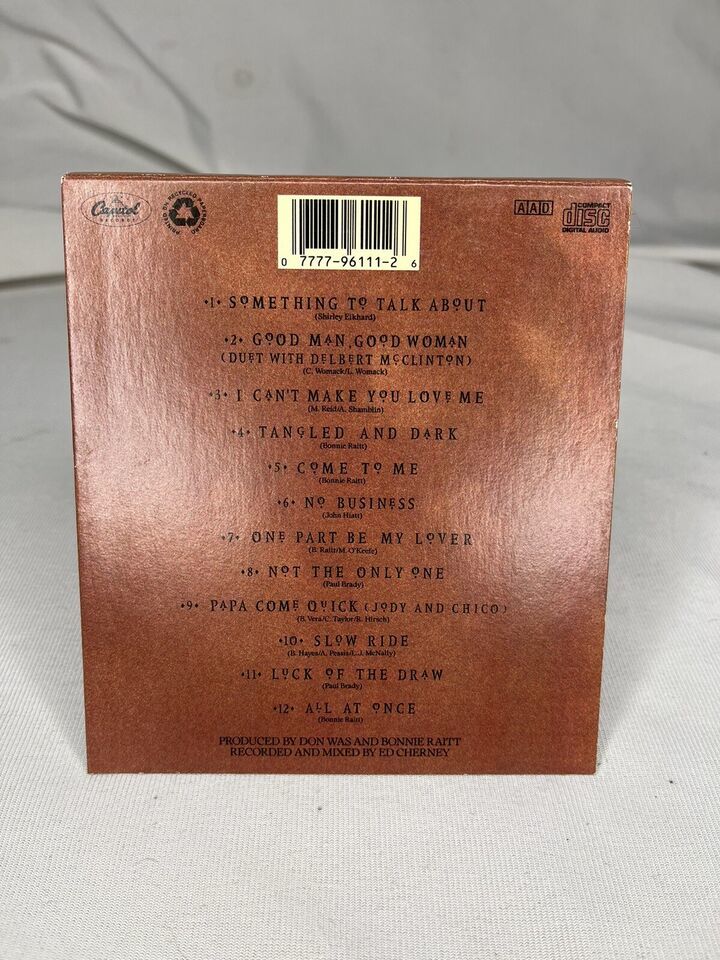 Capitol
RECORDS
PRINTED ON RECYCLED PAPERBOARD
AAD
COMPACT
disc
DIGITAL AUDIO
0 7777-96111-2 6
•1• SOMETHING TO TALK ABOUT
(Shirley Eikhard)
•2• GOOD MAN, GOOD WOMAN
(DUET WITH DELBERT McCLINTON)
(C. Womack/L. Womack)
•3• I CAN'T MAKE YOU LOVE ME
(M. Reid/A. Shamblin)
•4• TANGLED AND DARK
(Bonnie Raitt)
•5• COME TO ME
(Bonnie Raitt)
•6• NO BUSINESS
(John Hiatt)
•7• ONE PART BE MY LOVER
(B. Raitt/M. O'Keefe)
•8• NOT THE ONLY ONE
(Paul Brady)
•9• PAPA COME QUICK (JODY AND CHICO)
(B. Vera/C. Taylor/R. Hirsch)
•10• SLOW RIDE
(B. Hayes/A. Pessis/L.J. McNally)
•11• LUCK OF THE DRAW
(Paul Brady)
•12• ALL AT ONCE
(Bonnie Raitt)
PRODUCED BY DON WAS AND BONNIE RAITT
RECORDED AND MIXED BY ED CHERNEY